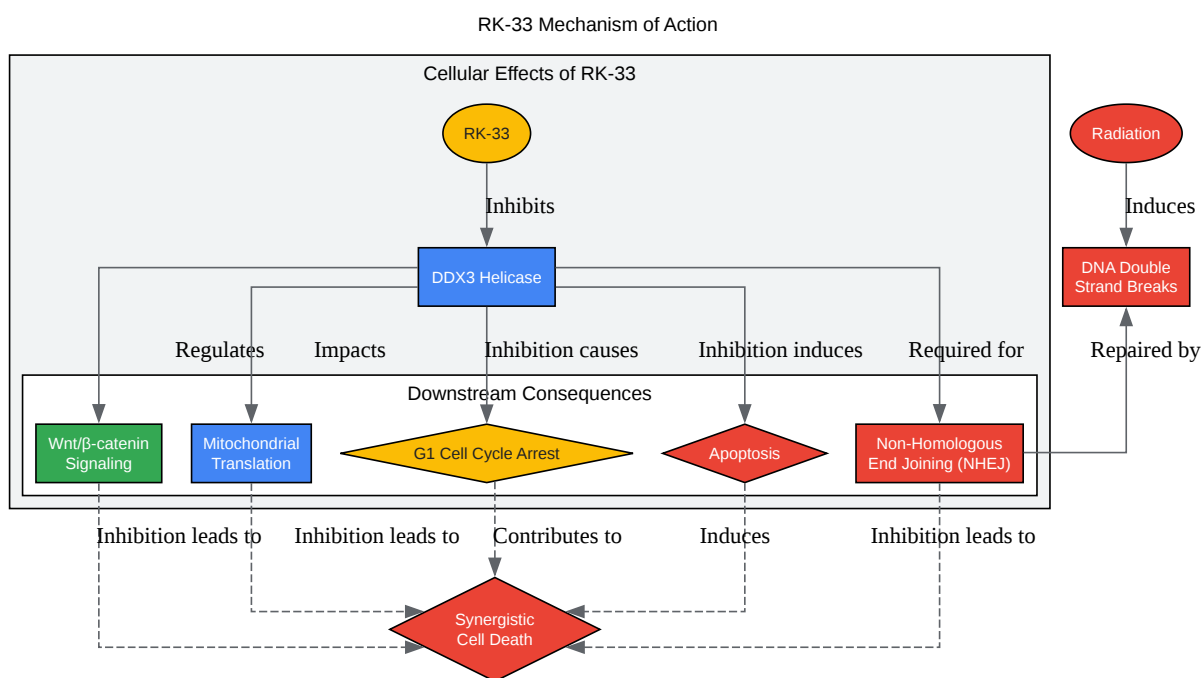 RK-33 Mechanism of Action
Cellular Effects of RK-33
RK-33
Radiation
Inhibits
Induces
DDX3 Helicase
DNA Double
Strand Breaks
Regulates
Impacts
Inhibition causes
Inhibition induces
Required for
Repaired by
Downstream Consequences
Wnt/β-catenin
Signaling
Mitochondrial
Translation
G1 Cell Cycle Arrest
Apoptosis
Non-Homologous
End Joining (NHEJ)
Inhibition leads to
Inhibition leads to
Contributes to
Induces
Inhibition leads to
Synergistic
Cell Death